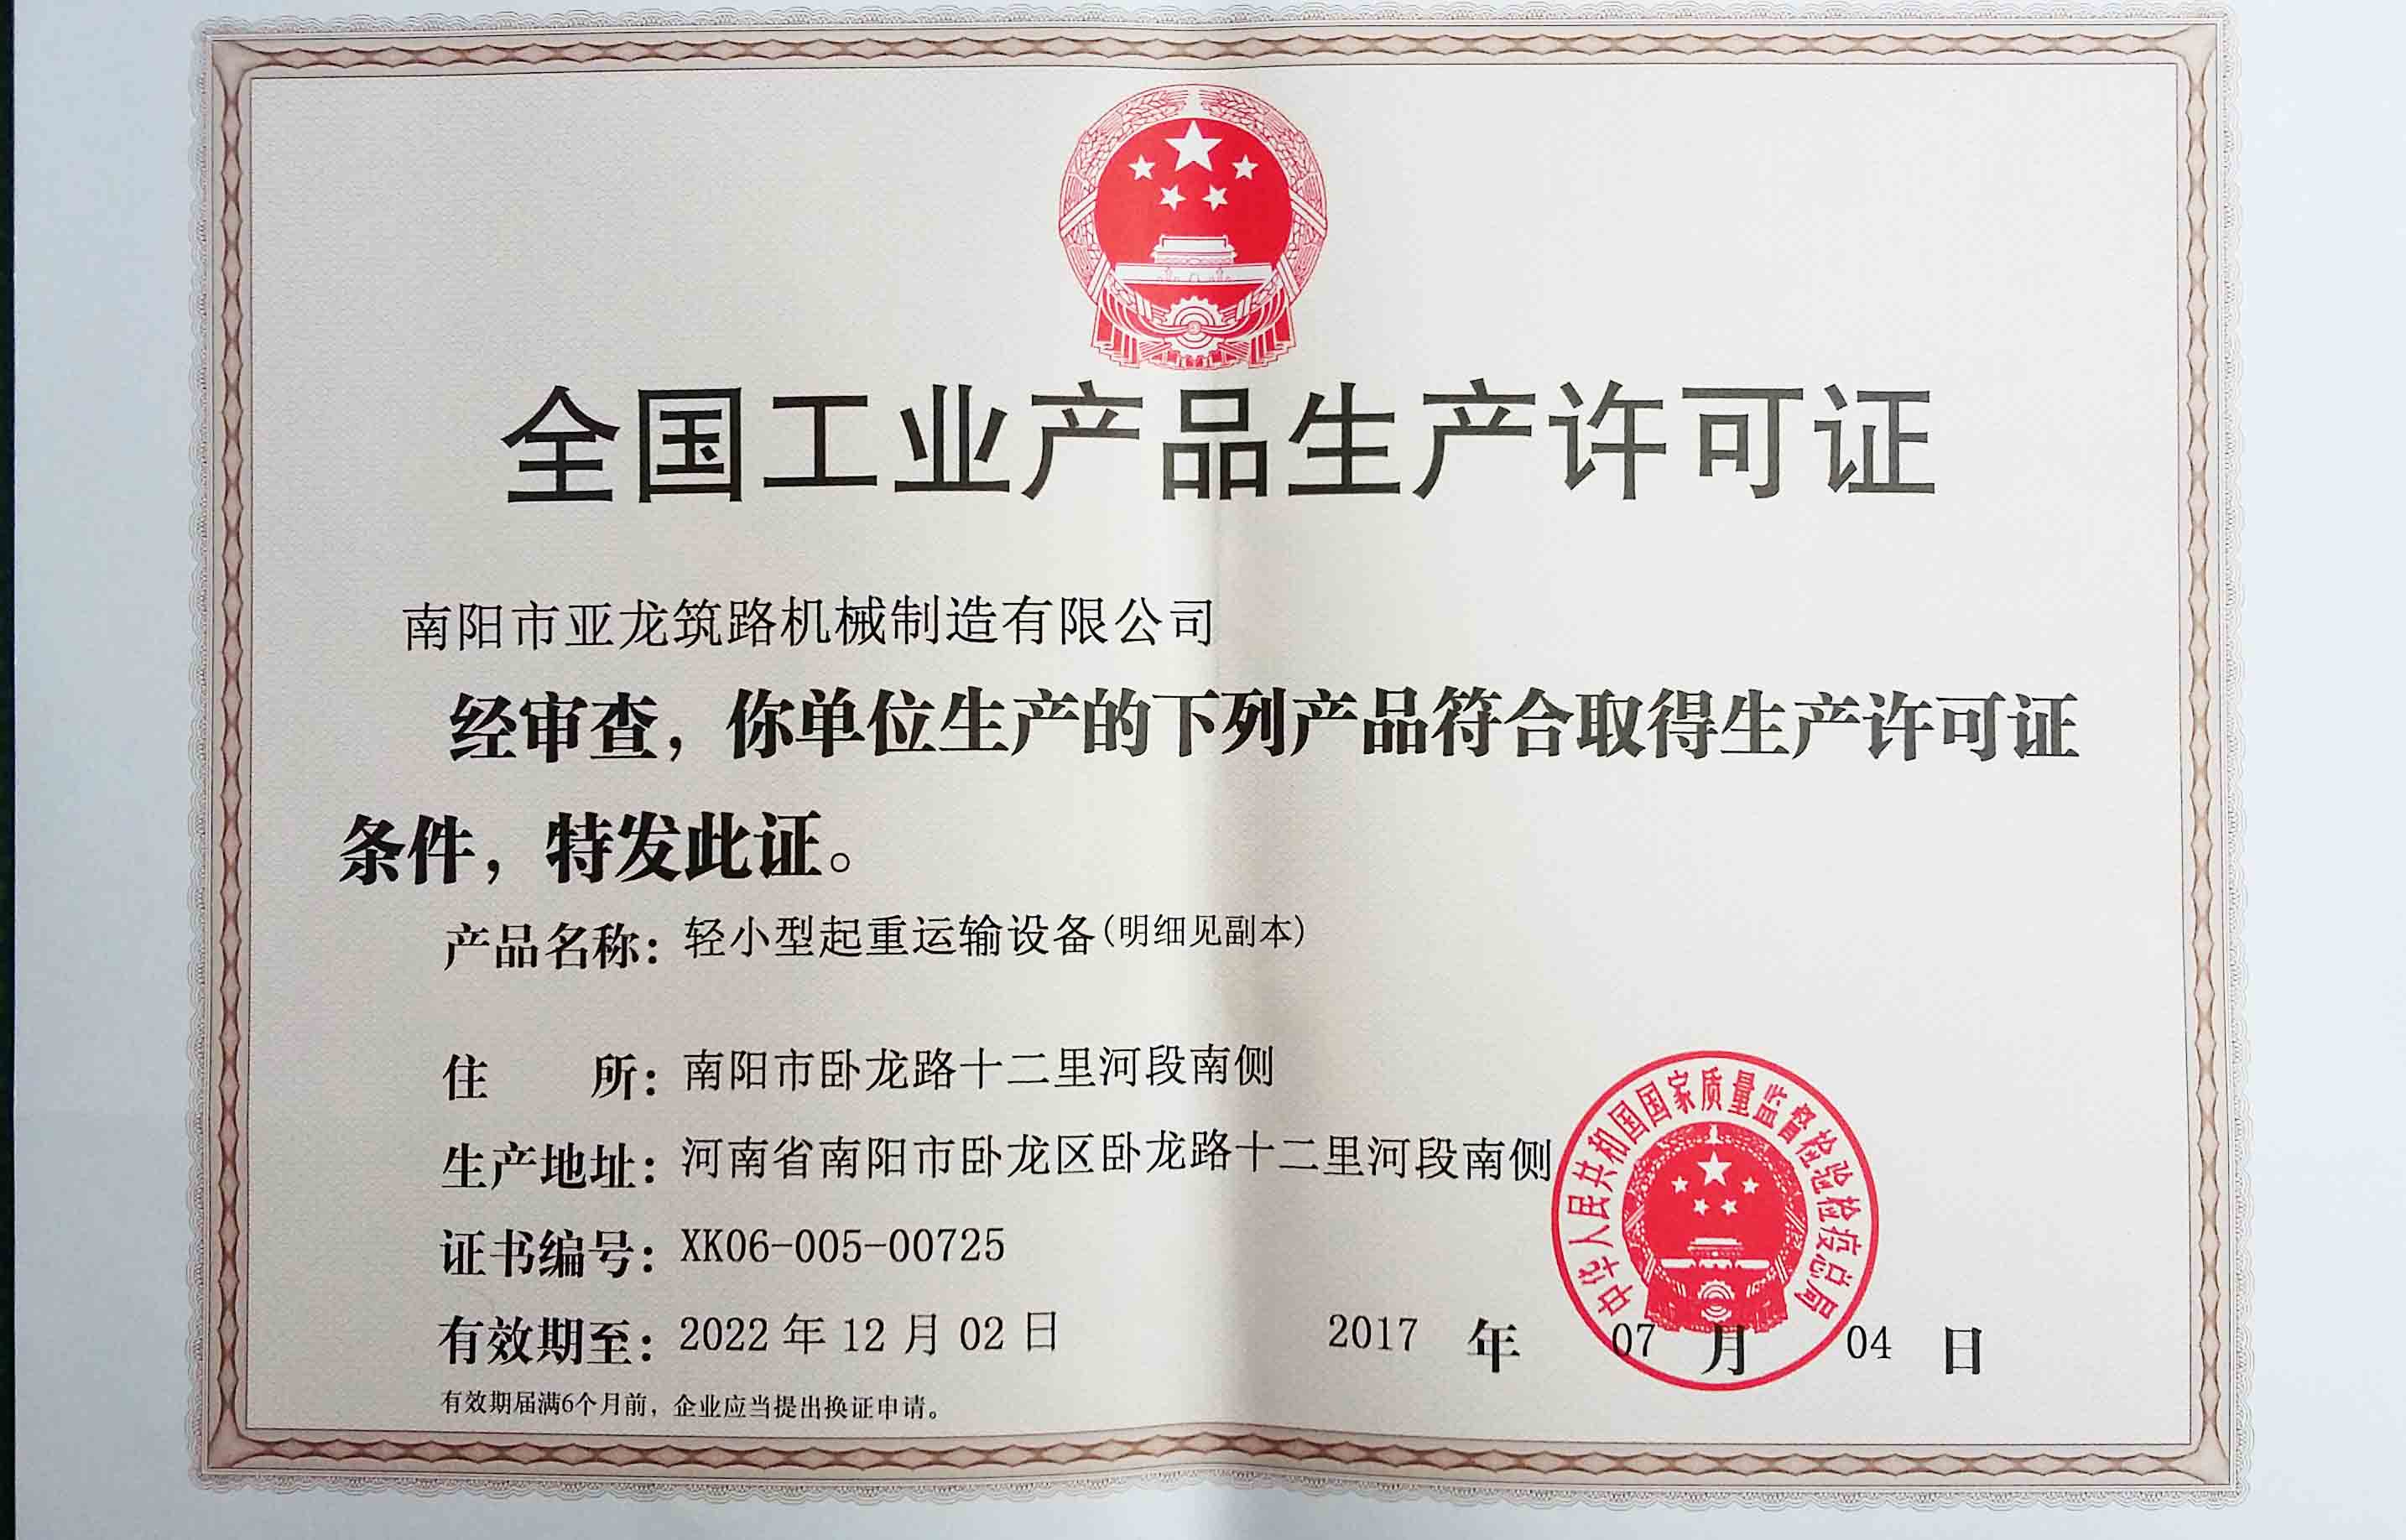 全国工业产品生产许可证
南阳市亚龙筑路机械制造有限公司
经审查，你单位生产的下列产品符合取得生产许可证
条件，特发此证。
产品名称：轻小型起重运输设备(明细见副本)
住 所：南阳市卧龙路十二里河段南侧
生产地址：河南省南阳市卧龙区卧龙路十二里河段南侧
证书编号：XK06-005-00725
有效期至：2022 年 12 月 02 日
中华人民共和国国家质量监督检验检疫总局
2017 年 07 月 04 日
有效期届满6个月前，企业应当提出换证申请。